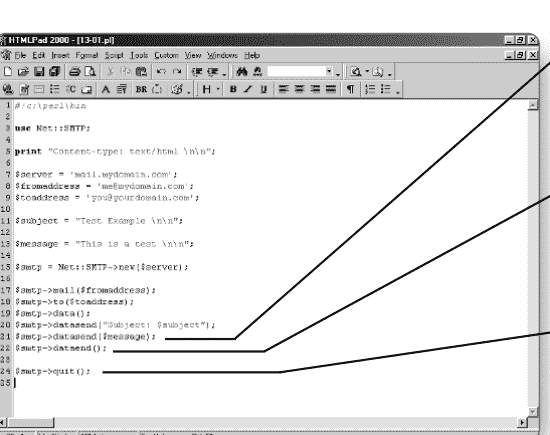 HTMLPad 2000 - [13-01.pl]
File Edit Insert Format Script Tools Custom View Windows Help
BR H B I U ¶
1 #!c:\perl\bin
2
3 use Net::SMTP;
4
5 print "Content-type: text/html \n\n";
6
7 $server = 'mail.mydomain.com';
8 $fromaddress = 'me@mydomain.com';
9 $toaddress = 'you@yourdomain.com';
10
11 $subject = "Test Example \n\n";
12
13 $message = "This is a test \n\n";
14
15 $smtp = Net::SMTP->new($server);
16
17 $smtp->mail($fromaddress);
18 $smtp->to($toaddress);
19 $smtp->data();
20 $smtp->datasend("Subject: $subject");
21 $smtp->datasend($message);
22 $smtp->dataend();
23
24 $smtp->quit();
25